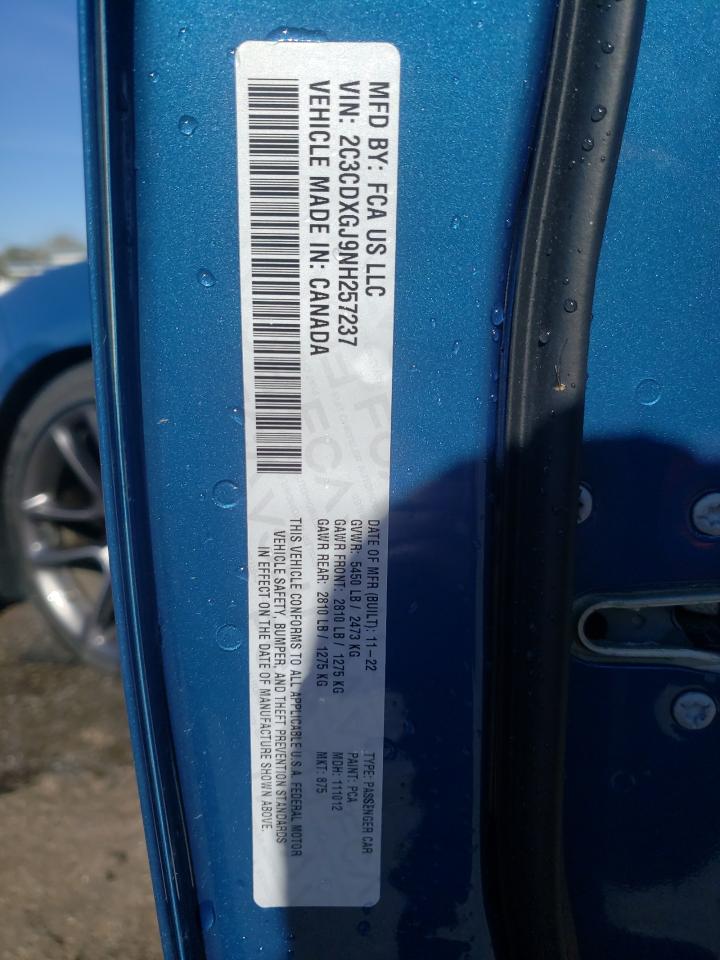 MFD BY: FCA US LLC
VIN: 2C3CDXGJ9NH257237
VEHICLE MADE IN: CANADA
DATE OF MFR (BUILT): 11-22
GVWR: 5450 LB / 2473 KG
GAWR FRONT: 2810 LB / 1275 KG
GAWR REAR: 2810 LB / 1275 KG
TYPE: PASSENGER CAR
PAINT: PCA
MDH: 111012
MKT: 875
THIS VEHICLE CONFORMS TO ALL APPLICABLE U.S.A. FEDERAL MOTOR
VEHICLE SAFETY, BUMPER, AND THEFT PREVENTION STANDARDS
IN EFFECT ON THE DATE OF MANUFACTURE SHOWN ABOVE.